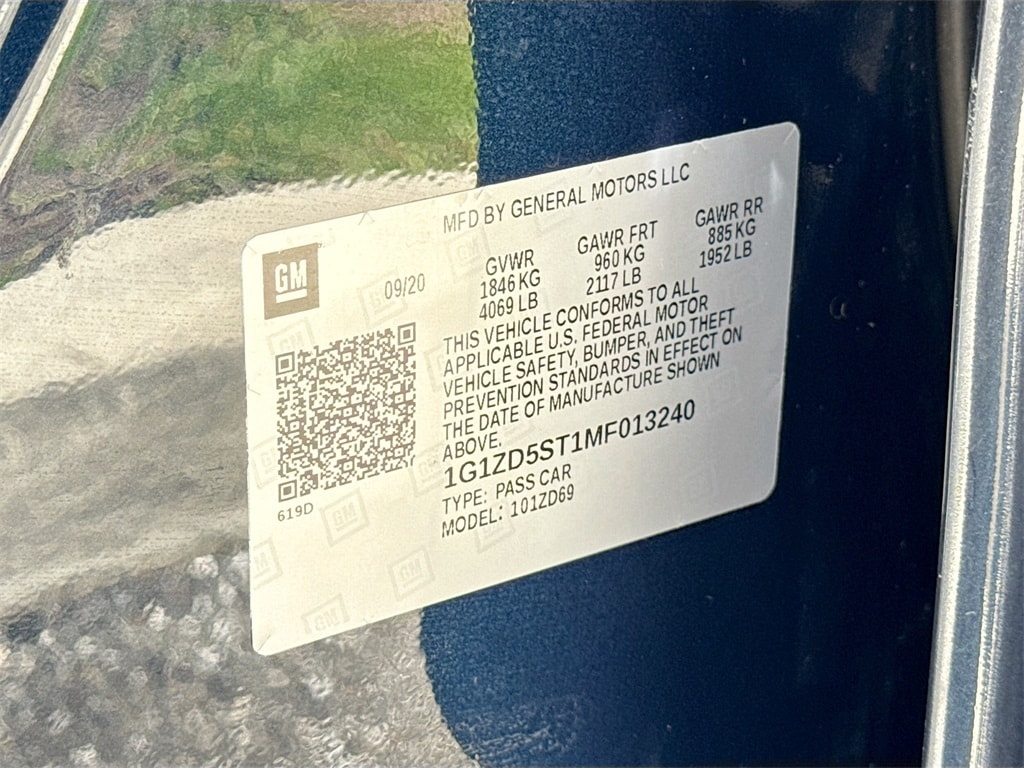 MFD BY GENERAL MOTORS LLC
GM
09/20
GVWR
1846 KG
4069 LB
GAWR FRT
960 KG
2117 LB
GAWR RR
885 KG
1952 LB
THIS VEHICLE CONFORMS TO ALL
APPLICABLE U.S. FEDERAL MOTOR
VEHICLE SAFETY, BUMPER, AND THEFT
PREVENTION STANDARDS IN EFFECT ON
THE DATE OF MANUFACTURE SHOWN
ABOVE.
1G1ZD5ST1MF013240
TYPE: PASS CAR
MODEL: 101ZD69
619D